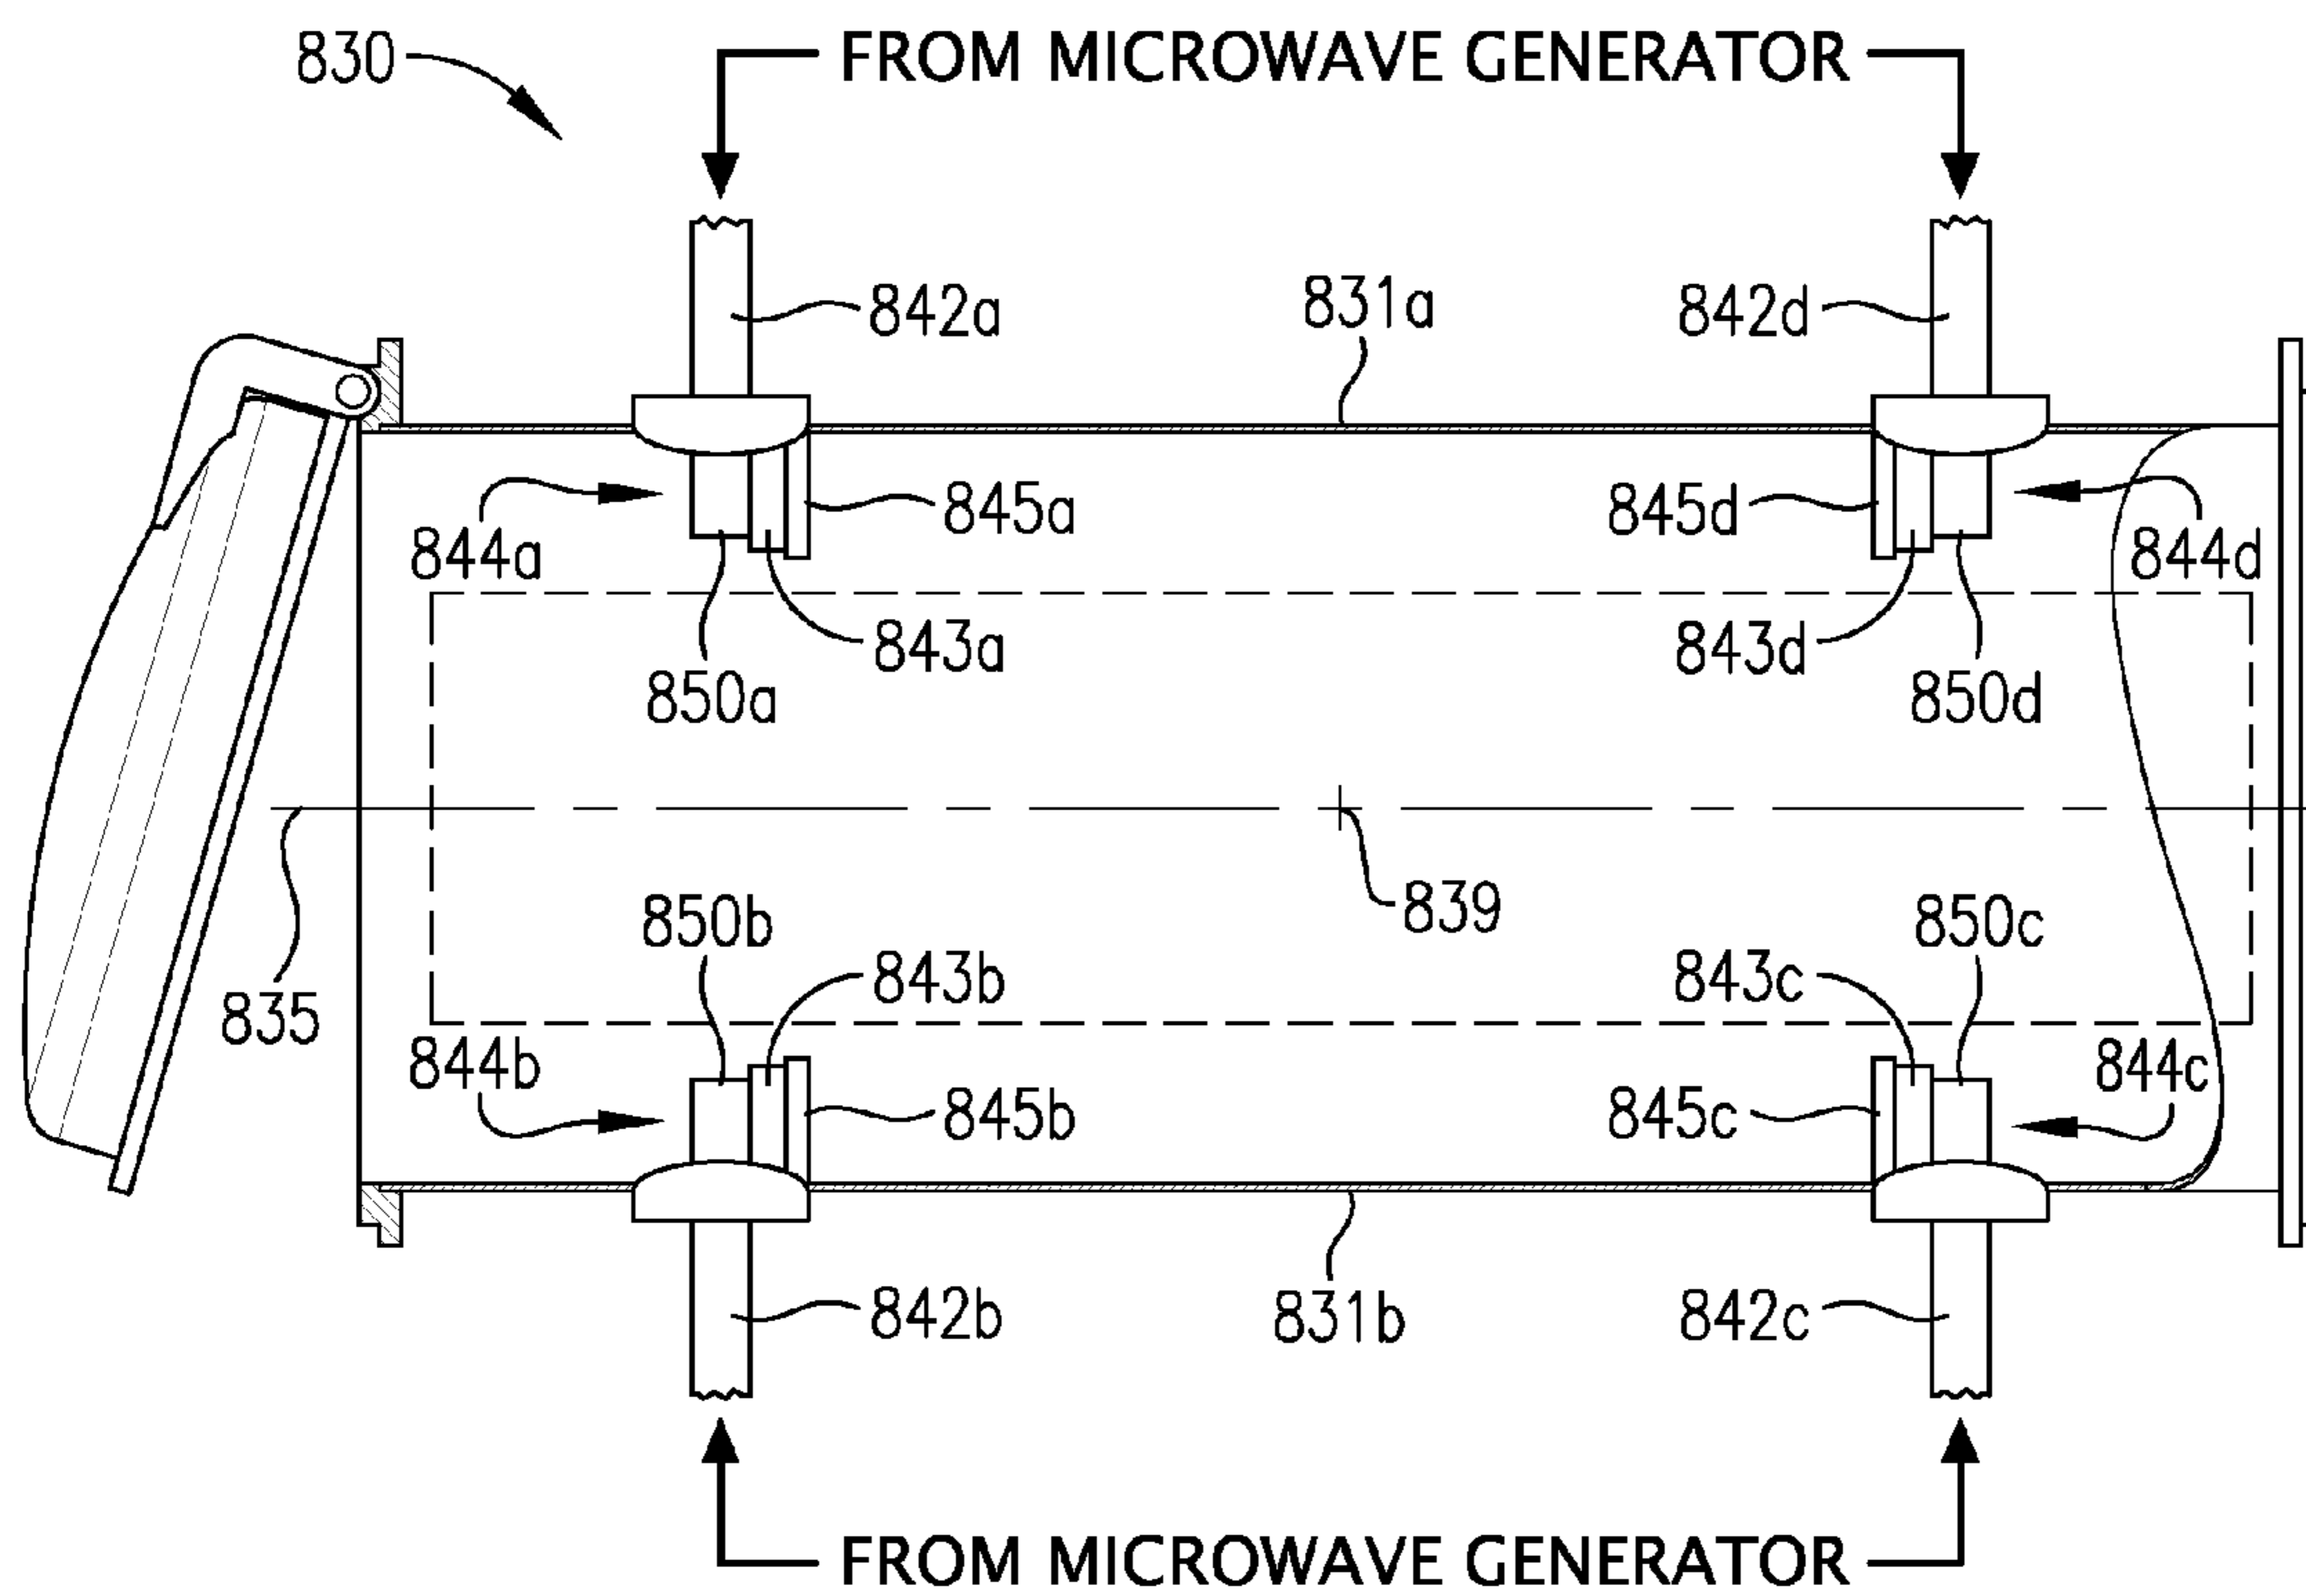 830
FROM MICROWAVE GENERATOR
842a
831a
842d
844a
845a
845d
844d
843a
843d
850a
850d
839
850b
850c
843b
843c
835
844b
845b
845c
844c
842b
831b
842c
FROM MICROWAVE GENERATOR